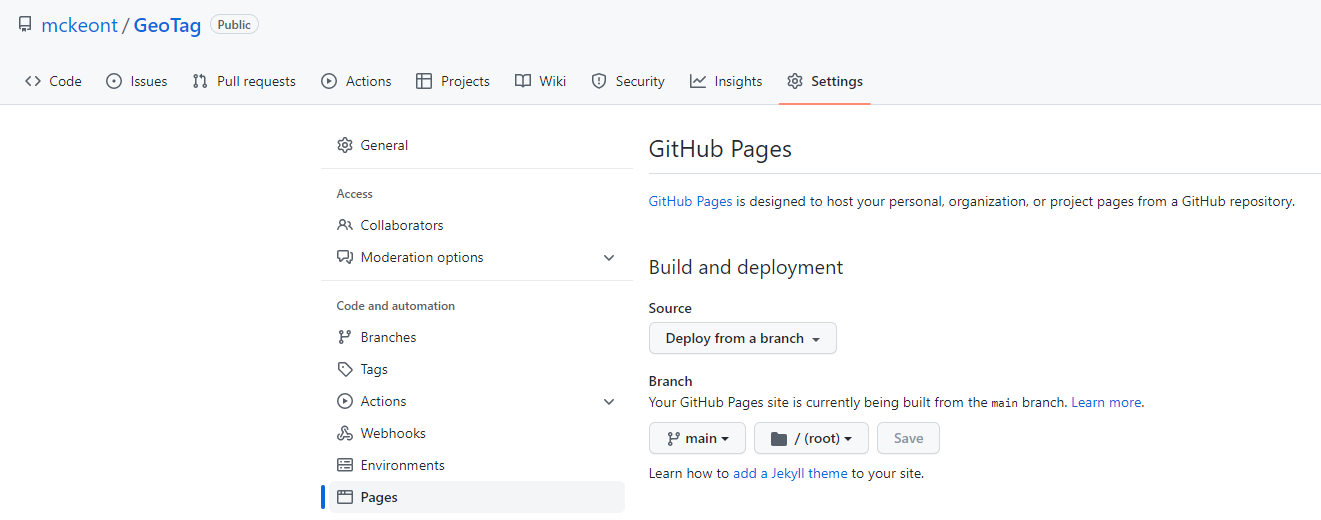 mckeont / GeoTag Public
Code Issues Pull requests Actions Projects Wiki Security Insights Settings
General
Access
Collaborators
Moderation options
Code and automation
Branches
Tags
Actions
Webhooks
Environments
Pages
GitHub Pages
GitHub Pages is designed to host your personal, organization, or project pages from a GitHub repository.
Build and deployment
Source
Deploy from a branch
Branch
Your GitHub Pages site is currently being built from the main branch. Learn more.
main / (root) Save
Learn how to add a Jekyll theme to your site.